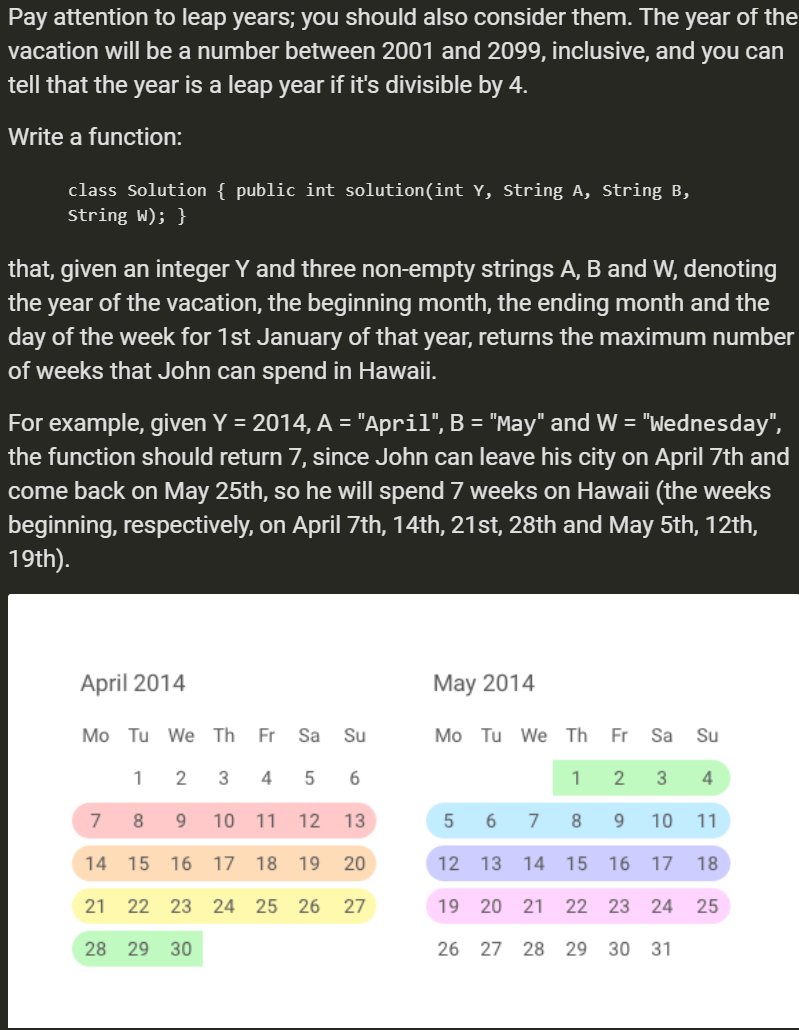 Pay attention to leap years; you should also consider them. The year of the
vacation will be a number between 2001 and 2099, inclusive, and you can
tell that the year is a leap year if it's divisible by 4.
Write a function:
class Solution { public int solution(int Y, String A, String B,
String W); }
that, given an integer Y and three non-empty strings A, B and W, denoting
the year of the vacation, the beginning month, the ending month and the
day of the week for 1st January of that year, returns the maximum number
of weeks that John can spend in Hawaii.
For example, given Y = 2014, A = "April", B = "May" and W = "Wednesday",
the function should return 7, since John can leave his city on April 7th and
come back on May 25th, so he will spend 7 weeks on Hawaii (the weeks
beginning, respectively, on April 7th, 14th, 21st, 28th and May 5th, 12th,
19th).
April 2014
Mo Tu We Th Fr Sa Su
1 2 3 4 5 6
7 8 9 10 11 12 13
14 15 16 17 18 19 20
21 22 23 24 25 26 27
28 29 30
May 2014
Mo Tu We Th Fr Sa Su
1 2 3 4
5 6 7 8 9 10 11
12 13 14 15 16 17 18
19 20 21 22 23 24 25
26 27 28 29 30 31